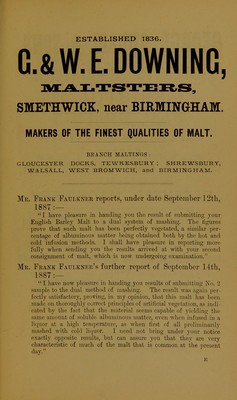 ESTABLISHED 1836.
G. & W. E. DOWNING,
MALTSTERS,
SMETHWICK, near BIRMINGHAM.
MAKERS OF THE FINEST QUALITIES OF MALT.
BRANCH MALTINGS:
GLOUCESTER DOCKS, TEWKESBURY; SHREWSBURY,
WALSALL, WEST BROMWICH, and BIRMINGHAM.
MR. FRANK FAULKNER reports, under date September 12th,
1887:—
"I have pleasure in handing you the result of submitting your
English Barley Malt to a dual system of mashing. The figures
prove that such malt has been perfectly vegetated, a similar per-
centage of albuminous matter being obtained both by the hot and
cold infusion methods. I shall have pleasure in reporting more
fully when sending you the results arrived at with your second
consignment of malt, which is now undergoing examination."
MR. FRANK FAULKNER'S further report of September 14th,
1887:—
"I have now pleasure in handing you results of submitting No. 2
sample to the dual method of mashing. The result was again per-
fectly satisfactory, proving, in my opinion, that this malt has been
made on thoroughly correct principles of artificial vegetation, as indi-
cated by the fact that the material seems capable of yielding the
same amount of soluble albuminous matter, even when infused in a
liquor at a high temperature, as when first of all preliminarily
mashed with cold liquor. I need not bring under your notice
exactly opposite results, but can assure you that they are very
characteristic of much of the malt that is common at the present
day."